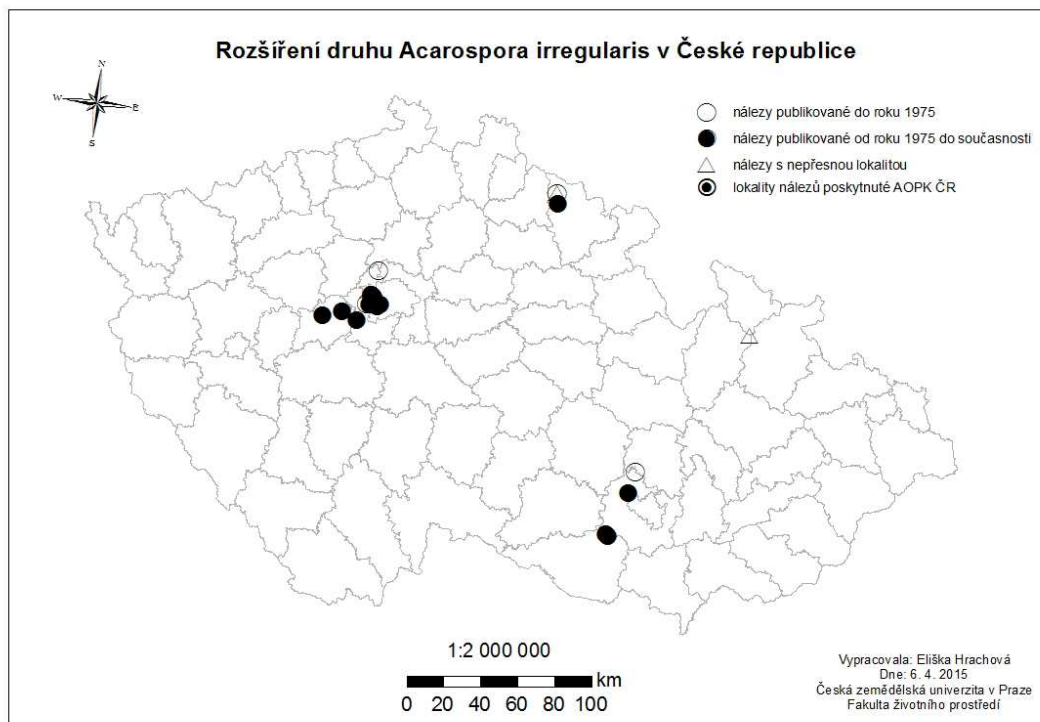 Rozšíření druhu Acarospora irregularis v České republice
N
W
E
S
nálezy publikované do roku 1975
nálezy publikované od roku 1975 do současnosti
nálezy s nepřesnou lokalitou
lokality nálezů poskytnuté AOPK ČR
1:2 000 000
km
0 20 40 60 80 100
Vypracovala: Eliška Hrachová
Dne: 6. 4. 2015
Česká zemědělská univerzita v Praze
Fakulta životního prostředí